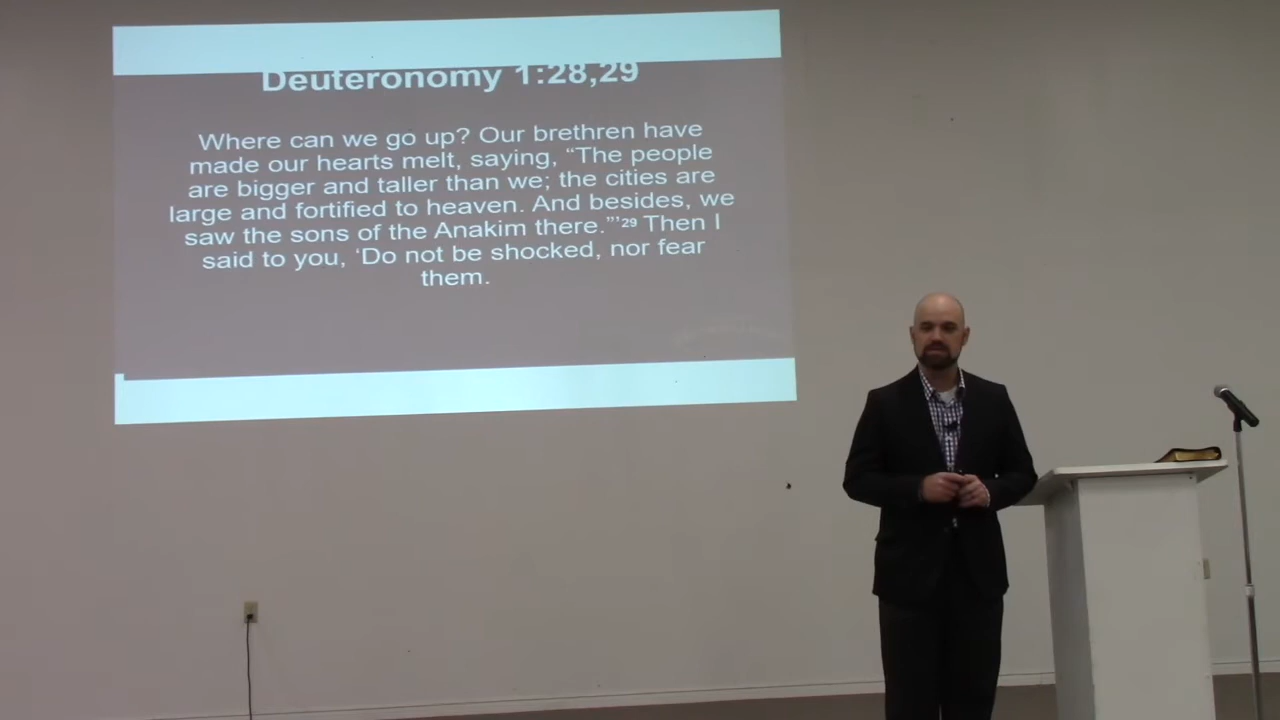 Deuteronomy 1:28,29
Where can we go up? Our brethren have
made our hearts melt, saying, “The people
are bigger and taller than we; the cities are
large and fortified to heaven. And besides, we
saw the sons of the Anakim there.”’²⁹ Then I
said to you, ‘Do not be shocked, nor fear
them.